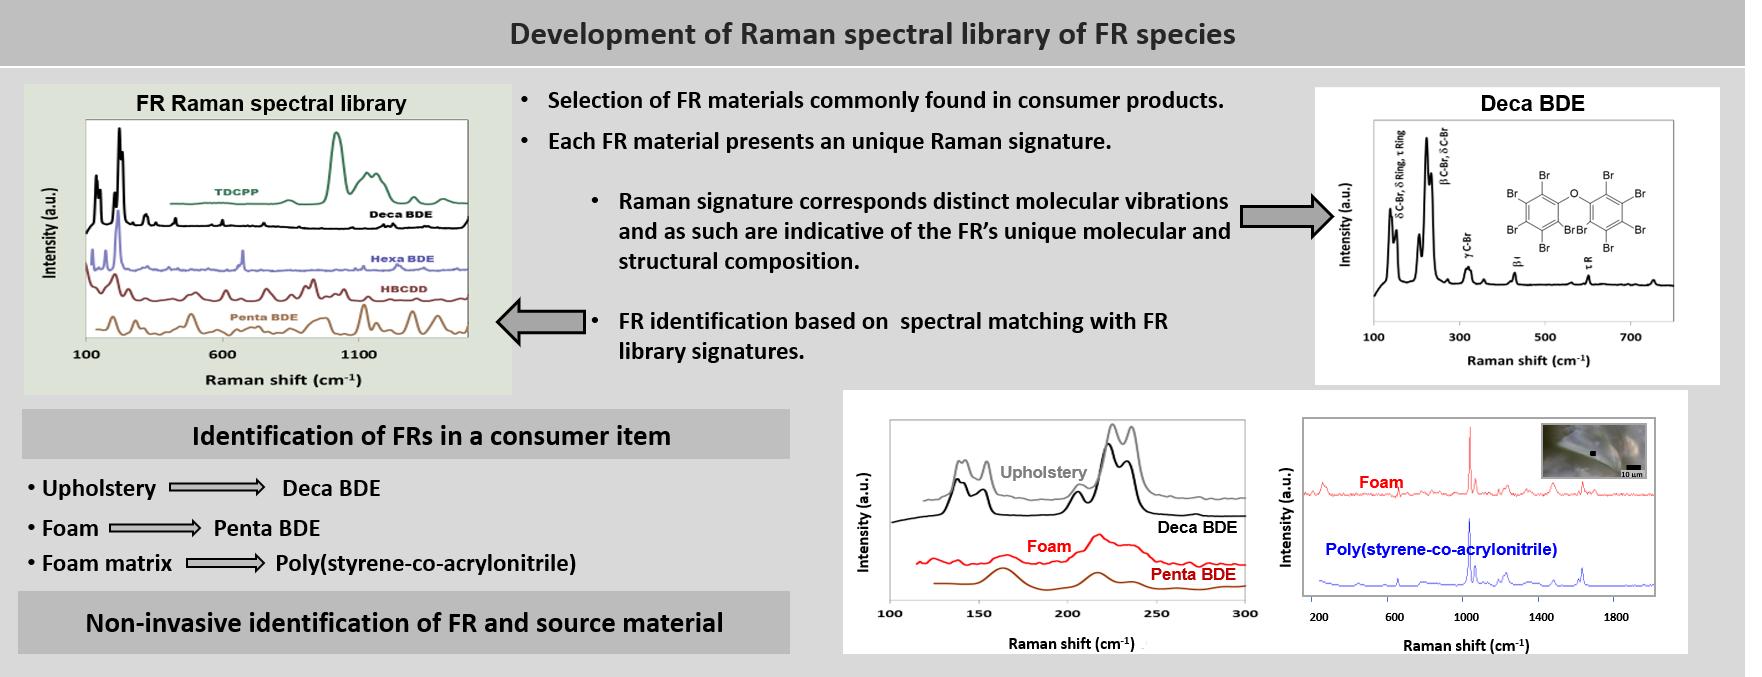 Development of Raman spectral library of FR species
FR Raman spectral library
Intensity (a.u.)
TDCPP
Deca BDE
Hexa BDE
HBCDD
Penta BDE
100 600 1100
Raman shift (cm-1)
• Selection of FR materials commonly found in consumer products.
• Each FR material presents an unique Raman signature.
• Raman signature corresponds distinct molecular vibrations
and as such are indicative of the FR's unique molecular and
structural composition.
• FR identification based on spectral matching with FR
library signatures.
Deca BDE
Intensity (a.u.)
δ C-Br, δ Ring, τ Ring
β C-Br, δ C-Br
γ C-Br
τ R
Br Br
Br O Br
Br Br Br Br
Br Br
100 300 500 700
Raman shift (cm-1)
Identification of FRs in a consumer item
• Upholstery Deca BDE
• Foam Penta BDE
• Foam matrix Poly(styrene-co-acrylonitrile)
Non-invasive identification of FR and source material
Intensity (a.u.)
Upholstery
Deca BDE
Foam
Penta BDE
100 150 200 250 300
Raman shift (cm-1)
Intensity (a.u.)
10 µm
Foam
Poly(styrene-co-acrylonitrile)
200 600 1000 1400 1800
Raman shift (cm-1)